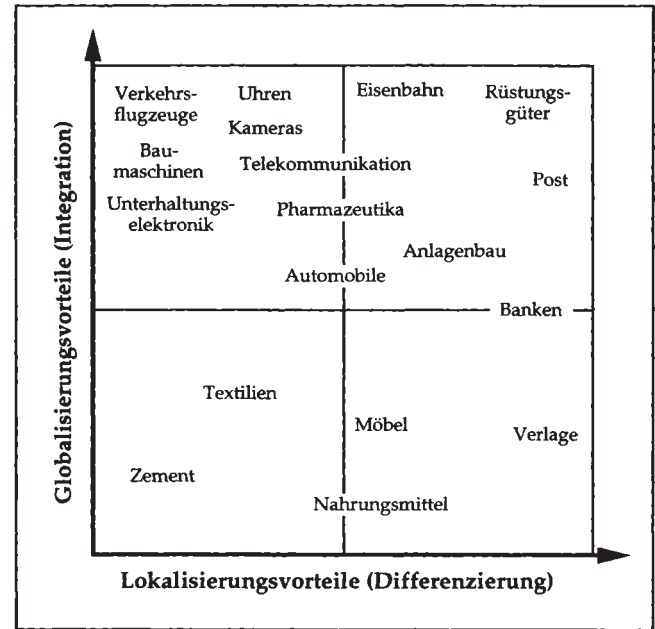 Globalisierungsvorteile (Integration)
Verkehrs-
flugzeuge
Uhren
Eisenbahn
Rüstungs-
güter
Kameras
Bau-
maschinen
Telekommunikation
Post
Unterhaltungs-
elektronik
Pharmazeutika
Anlagenbau
Automobile
Banken
Textilien
Möbel
Verlage
Zement
Nahrungsmittel
Lokalisierungsvorteile (Differenzierung)